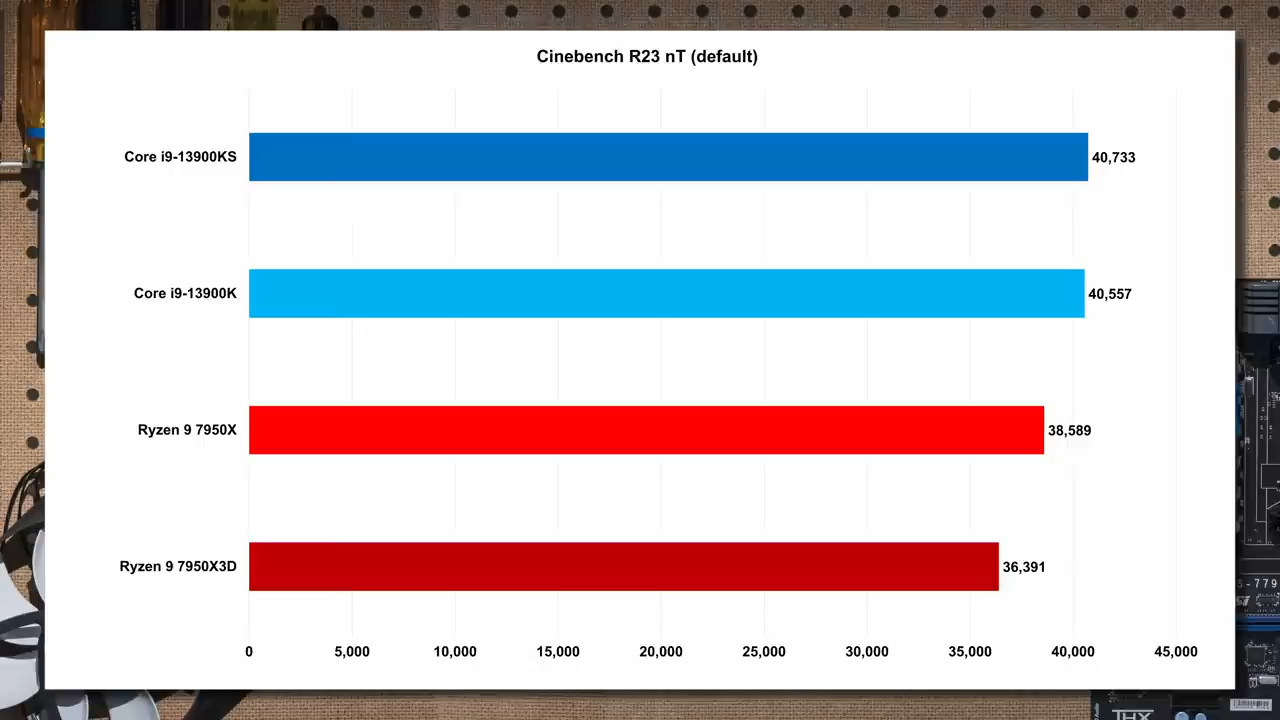 Cinebench R23 nT (default)
Core i9-13900KS 40,733
Core i9-13900K 40,557
Ryzen 9 7950X 38,589
Ryzen 9 7950X3D 36,391
0 5,000 10,000 15,000 20,000 25,000 30,000 35,000 40,000 45,000
S-779
THX